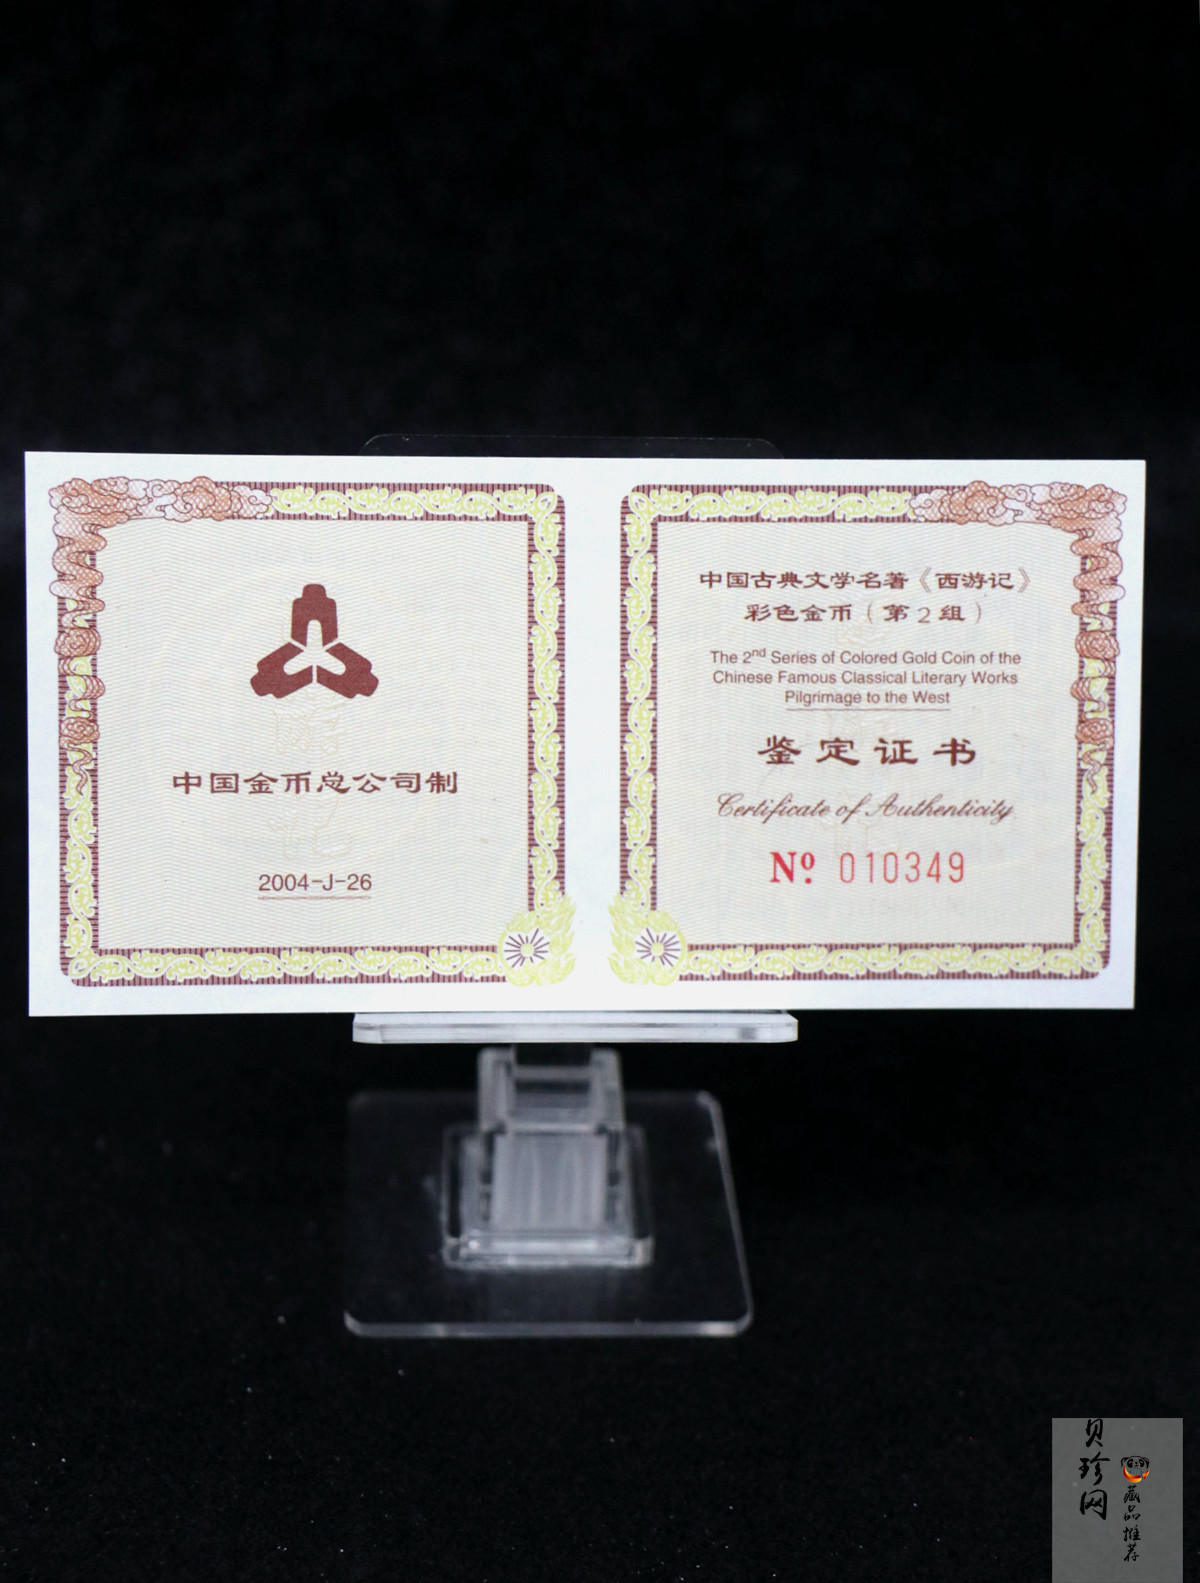 中国金币总公司制
2004-J-26
中国古典文学名著《西游记》
彩色金币（第2组）
The 2nd Series of Colored Gold Coin of the
Chinese Famous Classical Literary Works
Pilgrimage to the West
鉴定证书
Certificate of Authenticity
Nº. 010349
贝珍网
藏品推荐